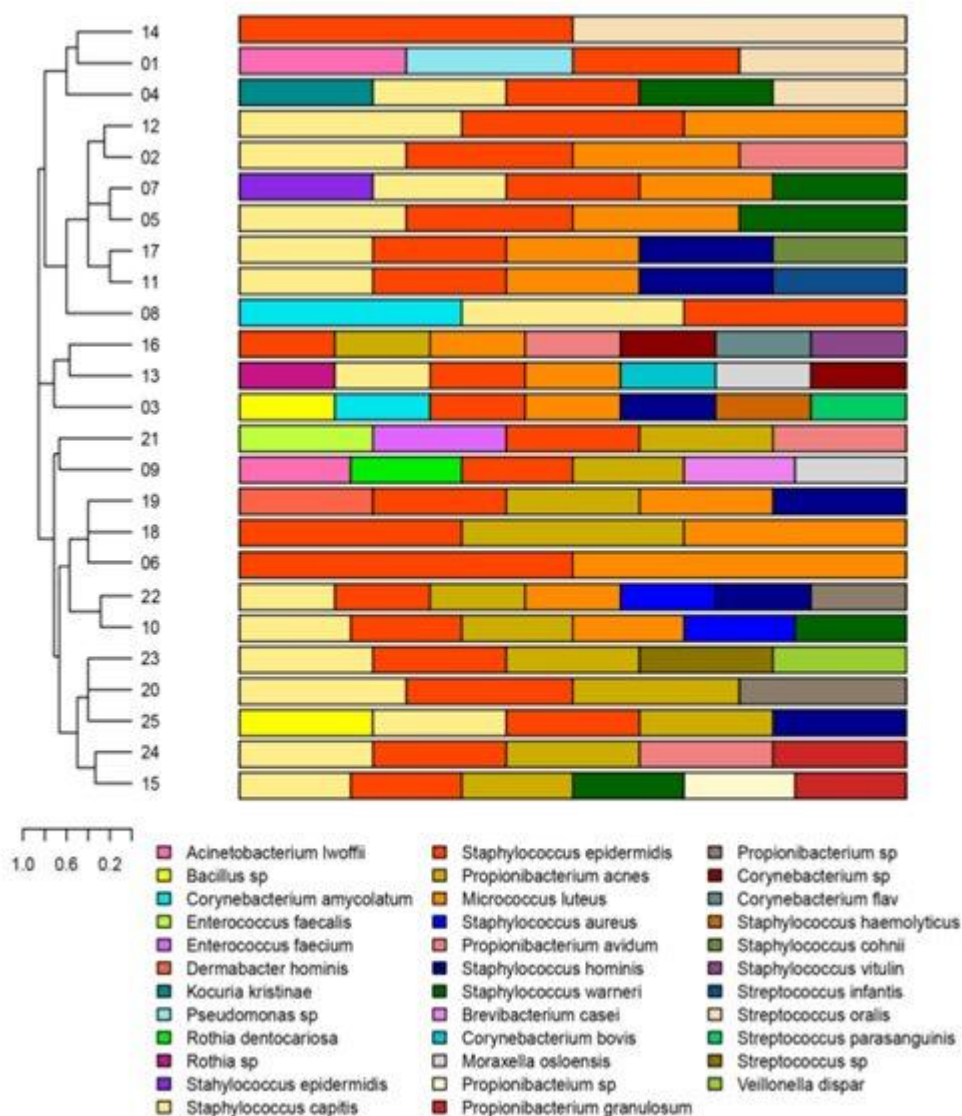 14
01
04
12
02
07
05
17
11
08
16
13
03
21
09
19
18
06
22
10
23
20
25
24
15
1.0 0.6 0.2
Acinetobacterium lwoffii
Bacillus sp
Corynebacterium amycolatum
Enterococcus faecalis
Enterococcus faecium
Dermabacter hominis
Kocuria kristinae
Pseudomonas sp
Rothia dentocariosa
Rothia sp
Stahylococcus epidermidis
Staphylococcus capitis
Staphylococcus epidermidis
Propionibacterium acnes
Micrococcus luteus
Staphylococcus aureus
Propionibacterium avidum
Staphylococcus hominis
Staphylococcus warneri
Brevibacterium casei
Corynebacterium bovis
Moraxella osloensis
Propionibacteium sp
Propionibacterium granulosum
Propionibacterium sp
Corynebacterium sp
Corynebacterium flav
Staphylococcus haemolyticus
Staphylococcus cohnii
Staphylococcus vitulin
Streptococcus infantis
Streptococcus oralis
Streptococcus parasanguinis
Streptococcus sp
Veillonella dispar